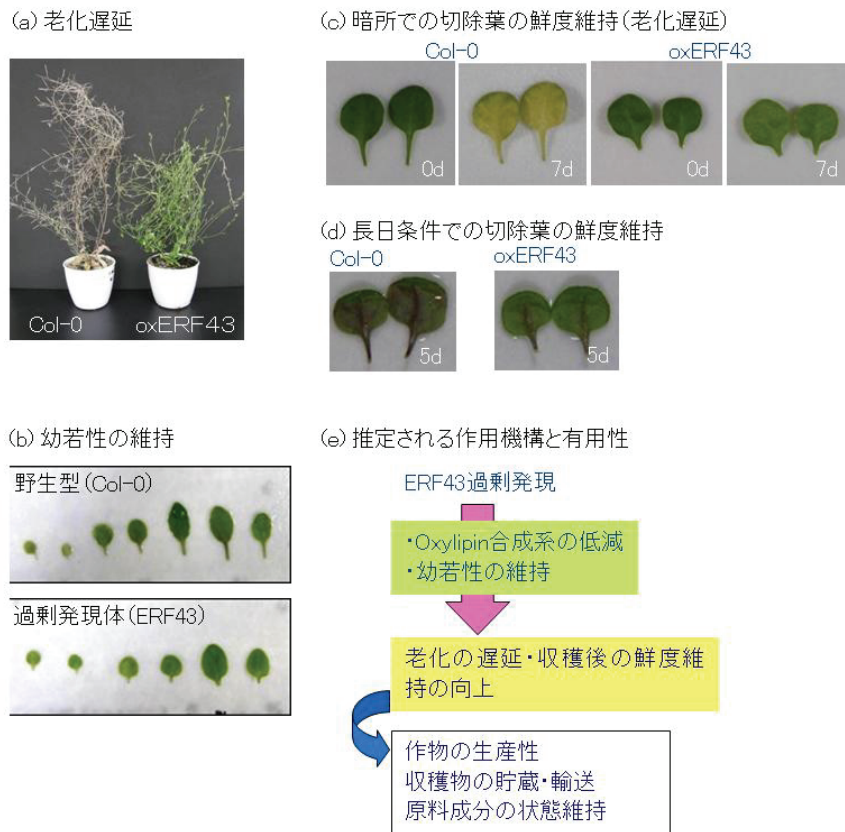 (a) 老化遅延
Col-0
oxERF43
(b) 幼若性の維持
野生型(Col-0)
過剰発現体(ERF43)
(c) 暗所での切除葉の鮮度維持(老化遅延)
Col-0
oxERF43
0d
7d
0d
7d
(d) 長日条件での切除葉の鮮度維持
Col-0
oxERF43
5d
5d
(e) 推定される作用機構と有用性
ERF43過剰発現
・Oxylipin合成系の低減
・幼若性の維持
老化の遅延・収穫後の鮮度維
持の向上
作物の生産性
収穫物の貯蔵・輸送
原料成分の状態維持